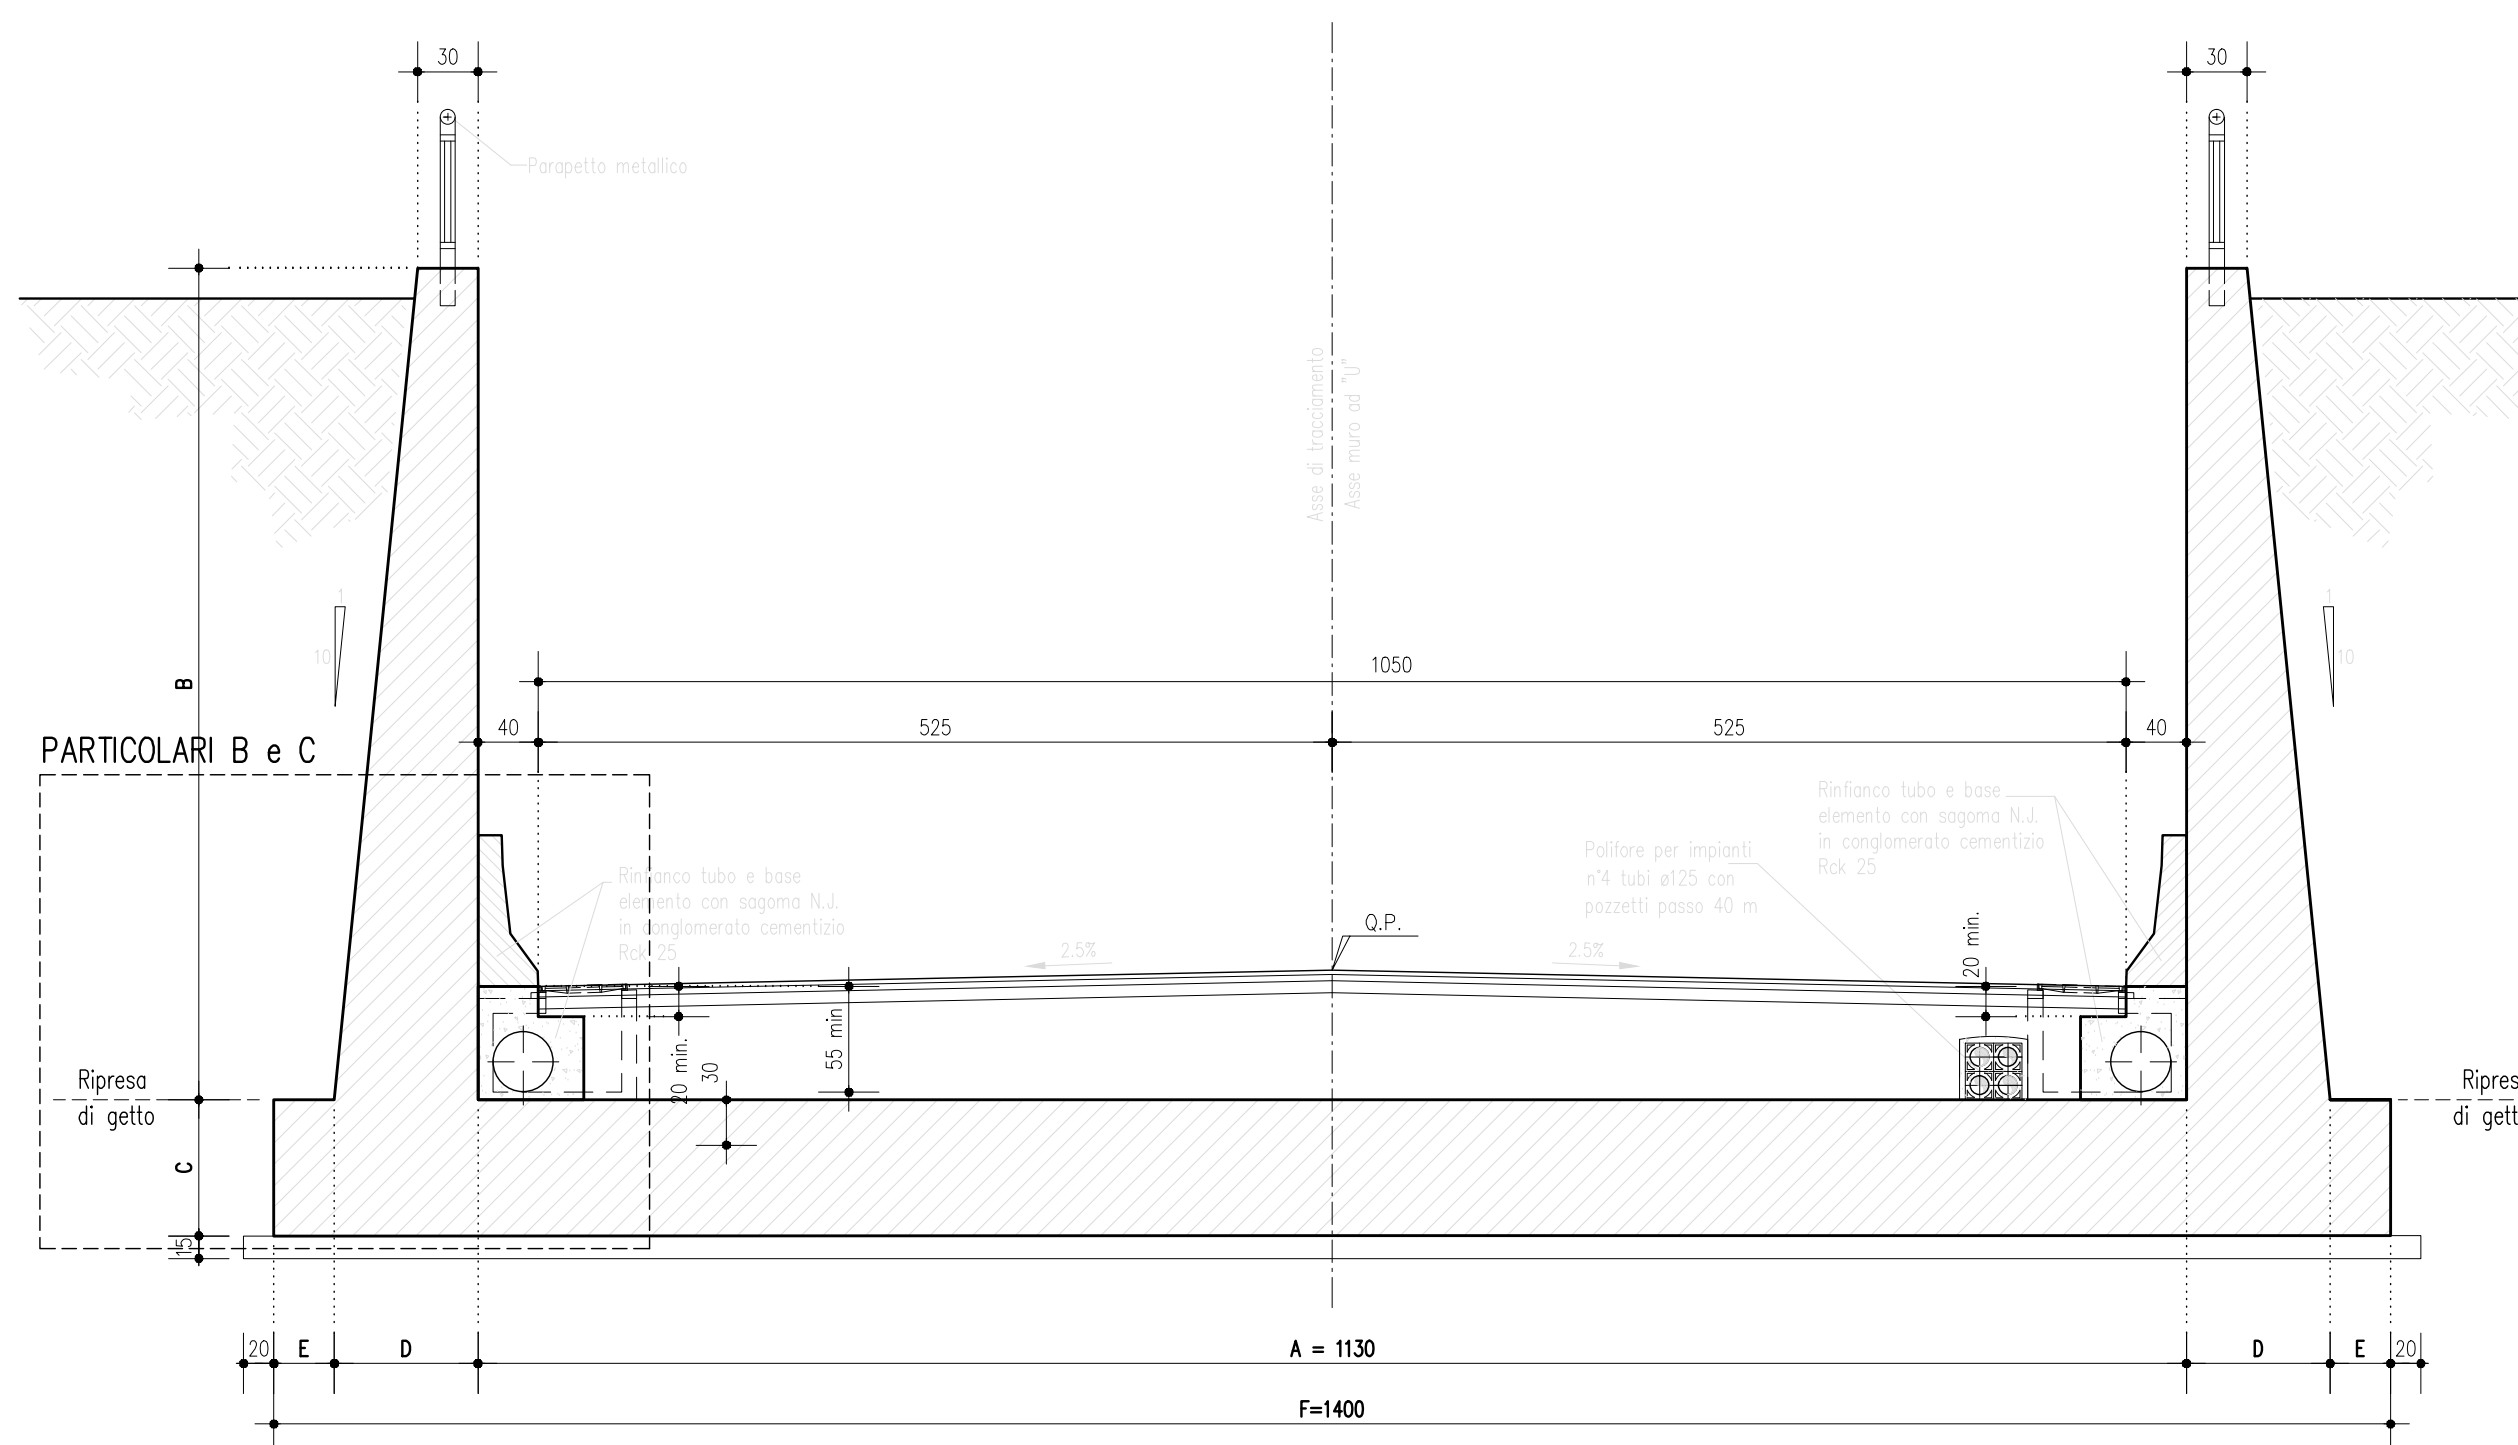 30
30
Parapetto metallico
Asse di tracciamento
Asse muro ad "U"
1
10
1
10
B
1050
40
525
525
40
PARTICOLARI B e C
Rinfianco tubo e base
elemento con sagoma N.J.
in conglomerato cementizio
Rck 25
Polifore per impianti
n°4 tubi ø125 con
pozzetti passo 40 m
Rinfianco tubo e base
elemento con sagoma N.J.
in conglomerato cementizio
Rck 25
Q.P.
2.5%
2.5%
20 min.
20 min.
30
55 min
Ripresa
di getto
Ripres
di gett
C
15
20
E
D
A = 1130
D
E
20
F=1400